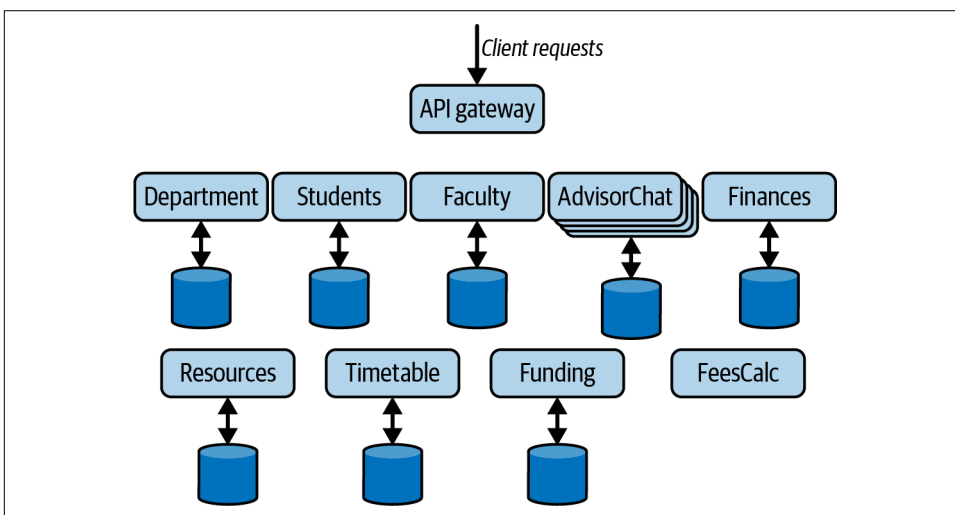 Client requests
API gateway
Department
Students
Faculty
AdvisorChat
Finances
Resources
Timetable
Funding
FeesCalc